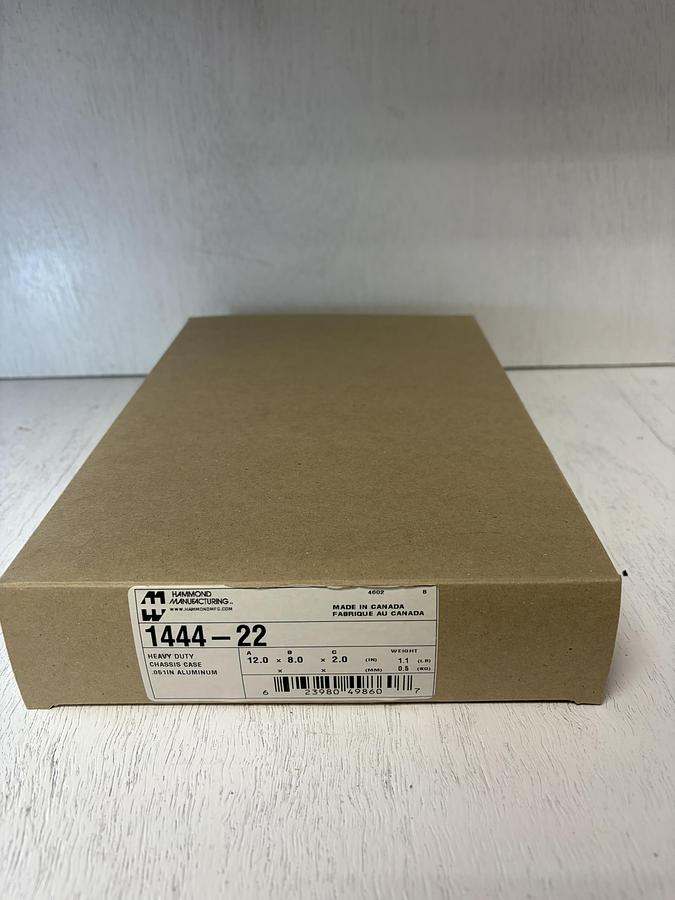 HAMMOND
MANUFACTURING™
WWW.HAMMONDMFG.COM
4602 B
MADE IN CANADA
FABRIQUE AU CANADA
1444-22
HEAVY DUTY
CHASSIS CASE
.051IN ALUMINUM
A B C WEIGHT
12.0 × 8.0 × 2.0 (IN) 1.1 (LB)
× × (MM) 0.5 (KG)
6 23980 49860 7